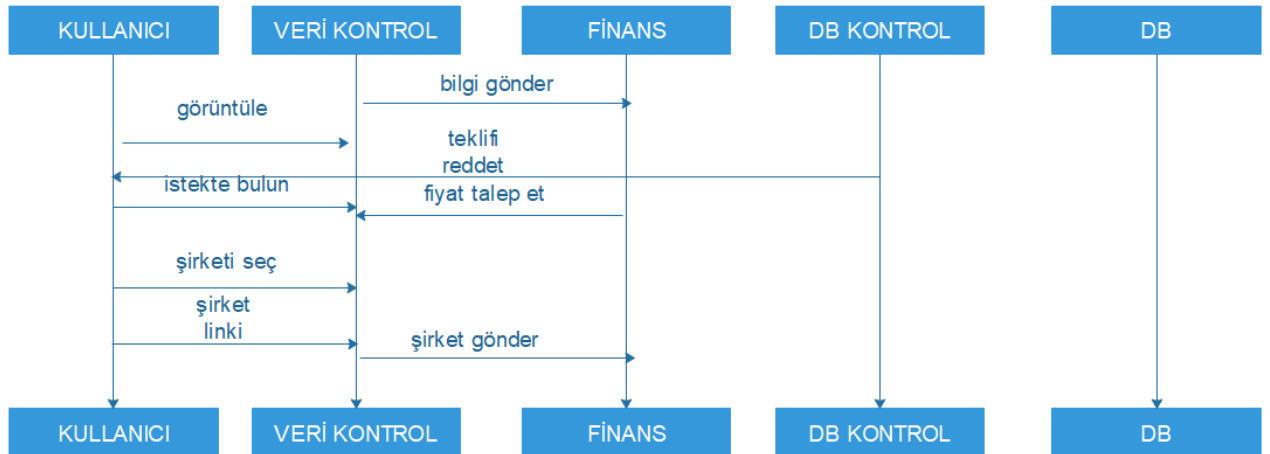 KULLANICI
VERİ KONTROL
FİNANS
DB KONTROL
DB
bilgi gönder
görüntüle
teklifi
reddet
istekte bulun
fiyat talep et
şirketi seç
şirket
linki
şirket gönder
KULLANICI
VERİ KONTROL
FİNANS
DB KONTROL
DB